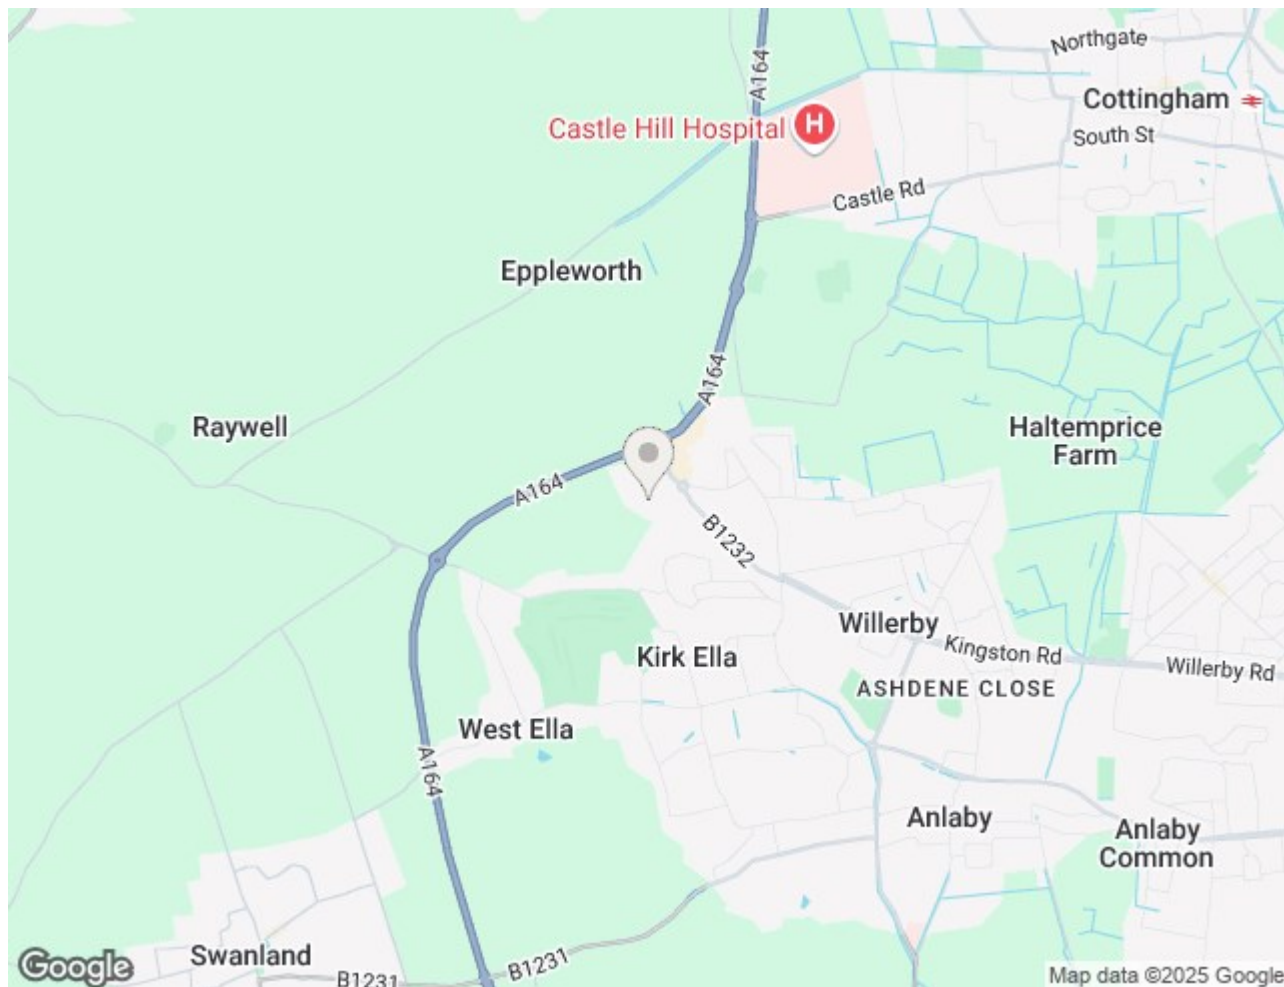 A164
Northgate
Cottingham
Castle Hill Hospital
H
South St
Castle Rd
Eppleworth
A164
Raywell
Haltemprice
Farm
A164
B1232
Willerby
Kingston Rd
Kirk Ella
Willerby Rd
ASHDENE CLOSE
West Ella
A164
Anlaby
Anlaby
Common
Swanland
B1231
B1231
Google
Map data ©2025 Google